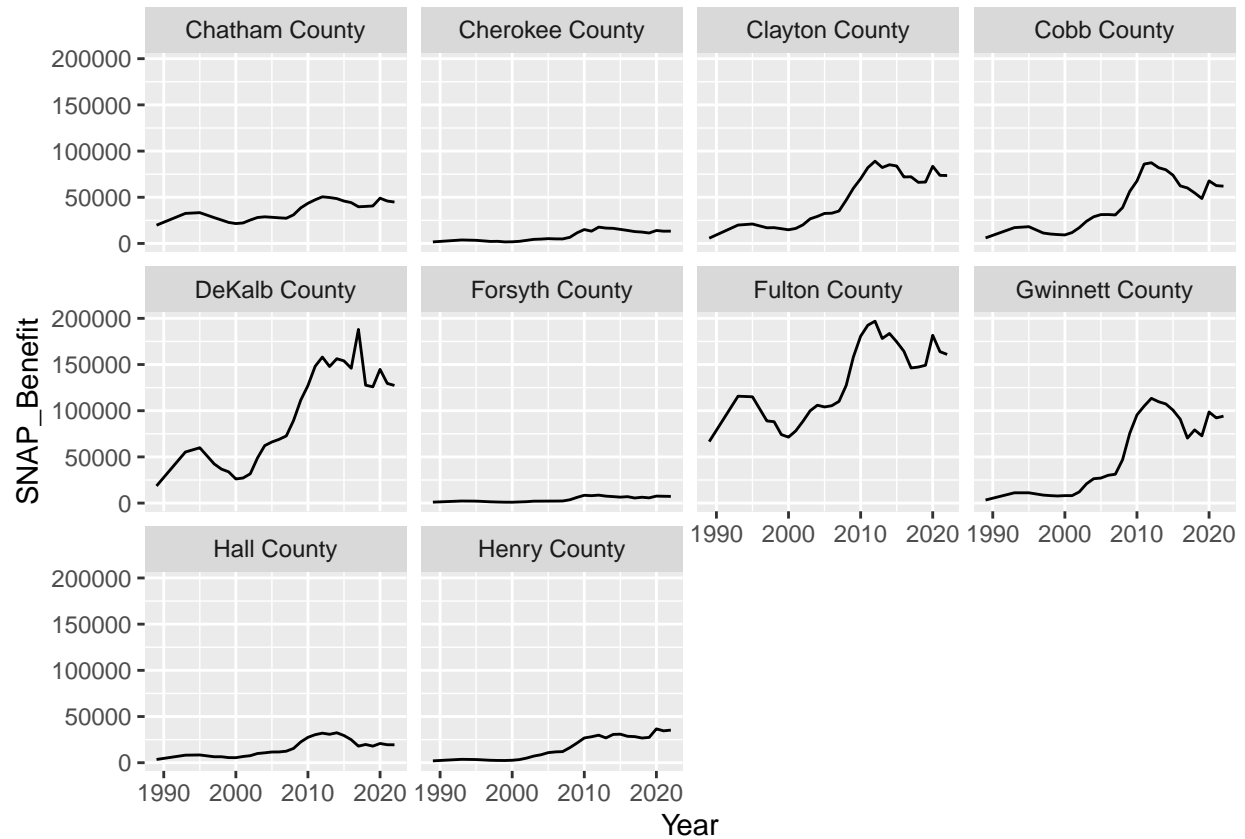 Chatham County Cherokee County Clayton County Cobb County
200000
150000
100000
50000
0
DeKalb County Forsyth County Fulton County Gwinnett County
200000
150000
100000
50000
0
1990 2000 2010 2020 1990 2000 2010 2020
Hall County Henry County
200000
150000
100000
50000
0
1990 2000 2010 2020 1990 2000 2010 2020
SNAP_Benefit
Year